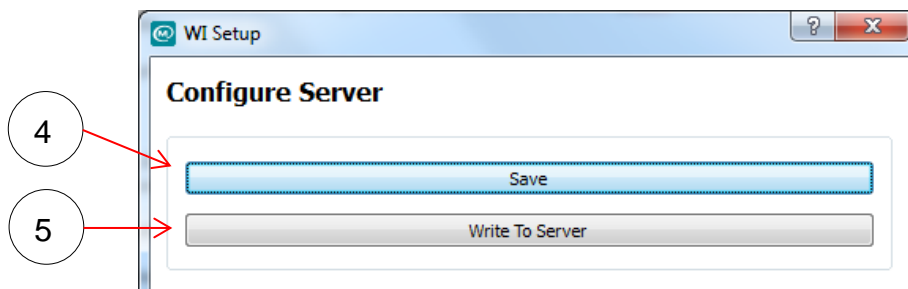 WI Setup
Configure Server
4
Save
5
Write To Server